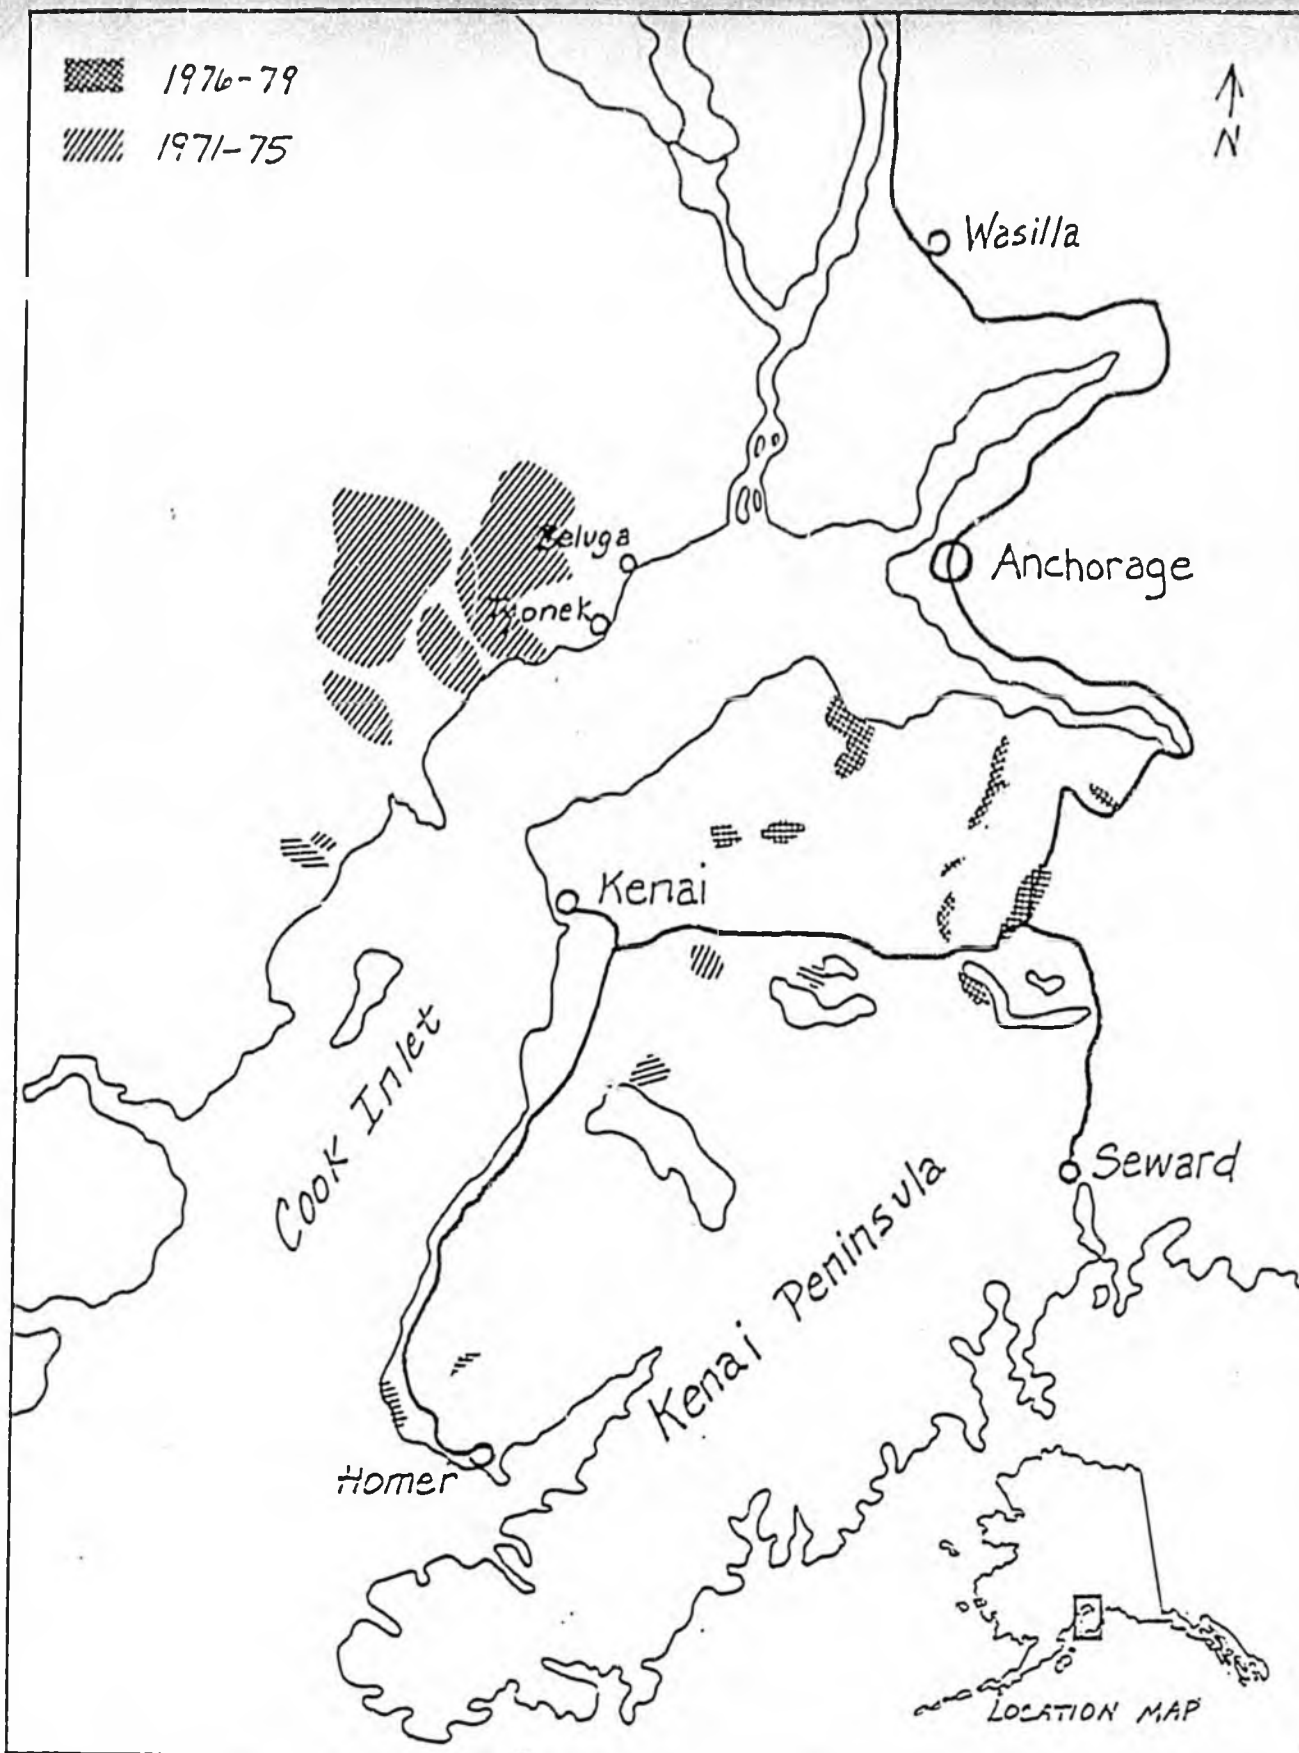 1976-79
1971-75
N
Wasilla
Beluga
Anchorage
Tyonek
Kenai
Cook Inlet
Seward
Kenai Peninsula
Homer
LOCATION MAP